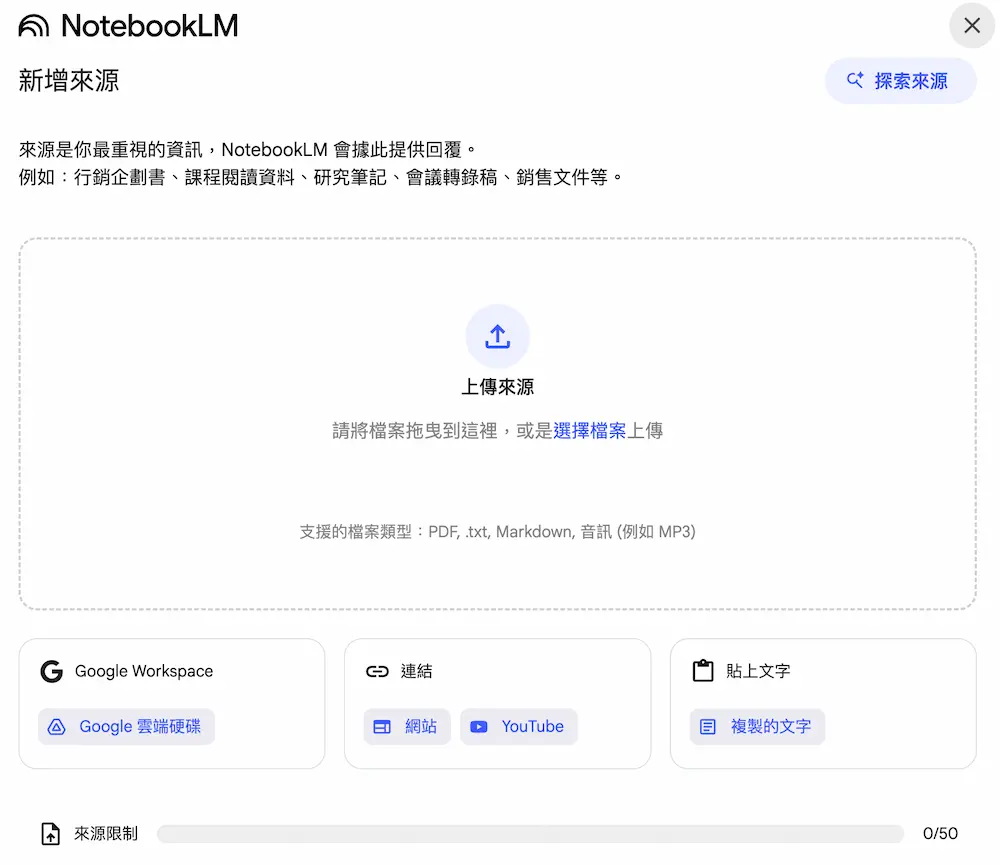 NotebookLM
新增來源
探索來源
來源是你最重視的資訊，NotebookLM 會據此提供回覆。
例如：行銷企劃書、課程閱讀資料、研究筆記、會議轉錄稿、銷售文件等。
上傳來源
請將檔案拖曳到這裡，或是選擇檔案上傳
支援的檔案類型：PDF, .txt, Markdown, 音訊 (例如 MP3)
Google Workspace
Google 雲端硬碟
連結
網站
YouTube
貼上文字
複製的文字
來源限制
0/50